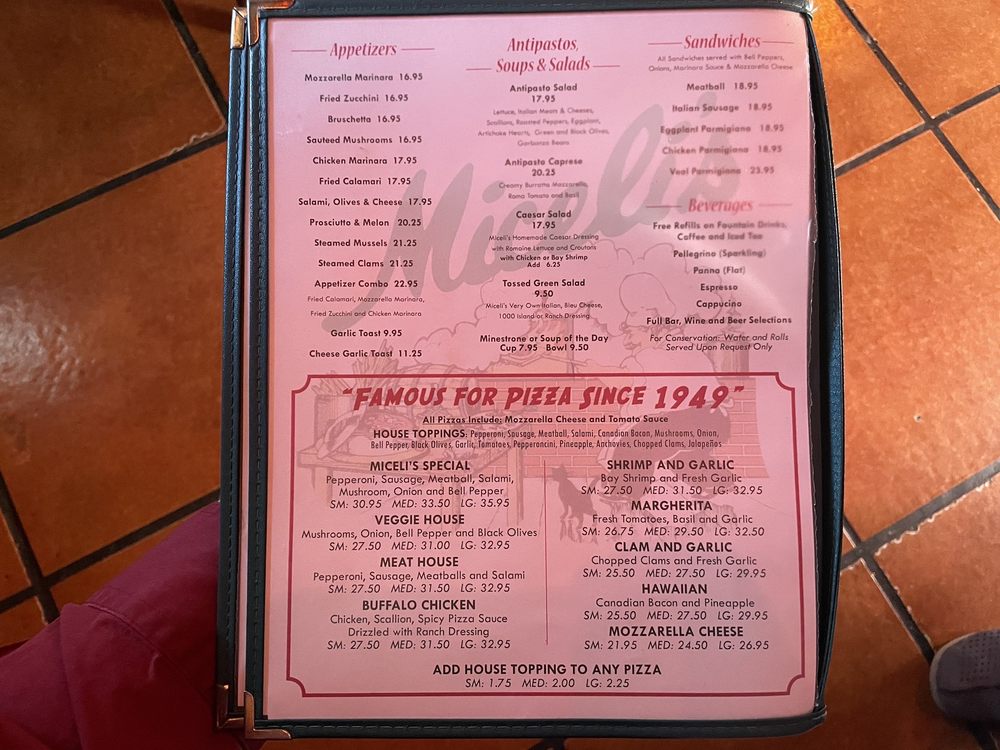 Appetizers
Mozzarella Marinara 16.95
Fried Zucchini 16.95
Bruschetta 16.95
Sauteed Mushrooms 16.95
Chicken Marinara 17.95
Fried Calamari 17.95
Salami, Olives & Cheese 17.95
Prosciutto & Melon 20.25
Steamed Mussels 21.25
Steamed Clams 21.25
Appetizer Combo 22.95
Fried Calamari, Mozzarella Marinara,
Fried Zucchini and Chicken Marinara
Garlic Toast 9.95
Cheese Garlic Toast 11.25
Antipastos,
Soups & Salads
Antipasto Salad
17.95
Lettuce, Italian Meats & Cheeses,
Scallions, Roasted Peppers, Eggplant,
Artichoke Hearts, Green and Black Olives,
Garbanzo Beans
Antipasto Caprese
20.25
Creamy Burrata Mozzarella,
Roma Tomato and Basil
Caesar Salad
17.95
Miceli's Homemade Caesar Dressing
with Romaine Lettuce and Croutons
with Chicken or Bay Shrimp
Add 6.25
Tossed Green Salad
9.50
Miceli's Very Own Italian, Bleu Cheese,
1000 Island or Ranch Dressing
Minestrone or Soup of the Day
Cup 7.95 Bowl 9.50
Sandwiches
All Sandwiches served with Bell Peppers,
Onions, Marinara Sauce & Mozzarella Cheese
Meatball 18.95
Italian Sausage 18.95
Eggplant Parmigiana 18.95
Chicken Parmigiana 18.95
Veal Parmigiana 23.95
Beverages
Free Refills on Fountain Drinks,
Coffee and Iced Tea
Pellegrino (Sparkling)
Panna (Flat)
Espresso
Cappucino
Full Bar, Wine and Beer Selections
For Conservation: Water and Rolls
Served Upon Request Only
Miceli's
"FAMOUS FOR PIZZA SINCE 1949"
All Pizzas Include: Mozzarella Cheese and Tomato Sauce
HOUSE TOPPINGS: Pepperoni, Sausage, Meatball, Salami, Canadian Bacon, Mushrooms, Onion,
Bell Pepper, Black Olives, Garlic, Tomatoes, Pepperoncini, Pineapple, Anchovies, Chopped Clams, Jalapeños
MICELI'S SPECIAL
Pepperoni, Sausage, Meatball, Salami,
Mushroom, Onion and Bell Pepper
SM: 30.95 MED: 33.50 LG: 35.95
VEGGIE HOUSE
Mushrooms, Onion, Bell Pepper and Black Olives
SM: 27.50 MED: 31.00 LG: 32.95
MEAT HOUSE
Pepperoni, Sausage, Meatballs and Salami
SM: 27.50 MED: 31.50 LG: 32.95
BUFFALO CHICKEN
Chicken, Scallion, Spicy Pizza Sauce
Drizzled with Ranch Dressing
SM: 27.50 MED: 31.50 LG: 32.95
SHRIMP AND GARLIC
Bay Shrimp and Fresh Garlic
SM: 27.50 MED: 31.50 LG: 32.95
MARGHERITA
Fresh Tomatoes, Basil and Garlic
SM: 26.75 MED: 29.50 LG: 32.50
CLAM AND GARLIC
Chopped Clams and Fresh Garlic
SM: 25.50 MED: 27.50 LG: 29.95
HAWAIIAN
Canadian Bacon and Pineapple
SM: 25.50 MED: 27.50 LG: 29.95
MOZZARELLA CHEESE
SM: 21.95 MED: 24.50 LG: 26.95
ADD HOUSE TOPPING TO ANY PIZZA
SM: 1.75 MED: 2.00 LG: 2.25